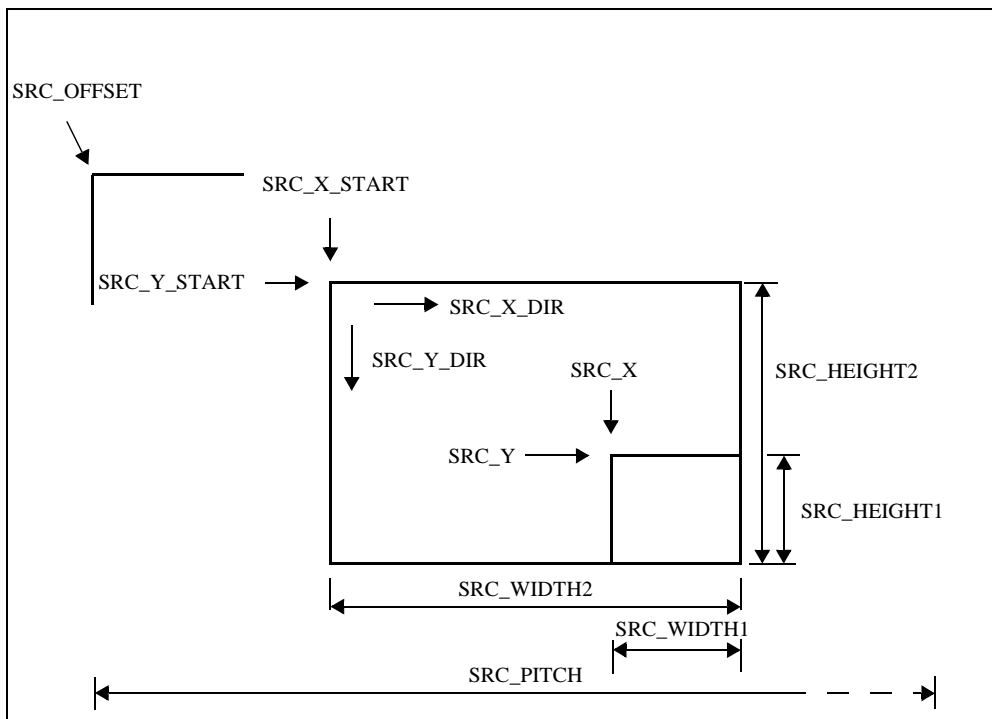 SRC_OFFSET
SRC_X_START
SRC_Y_START
SRC_X_DIR
SRC_Y_DIR
SRC_X
SRC_HEIGHT2
SRC_Y
SRC_HEIGHT1
SRC_WIDTH2
SRC_WIDTH1
SRC_PITCH